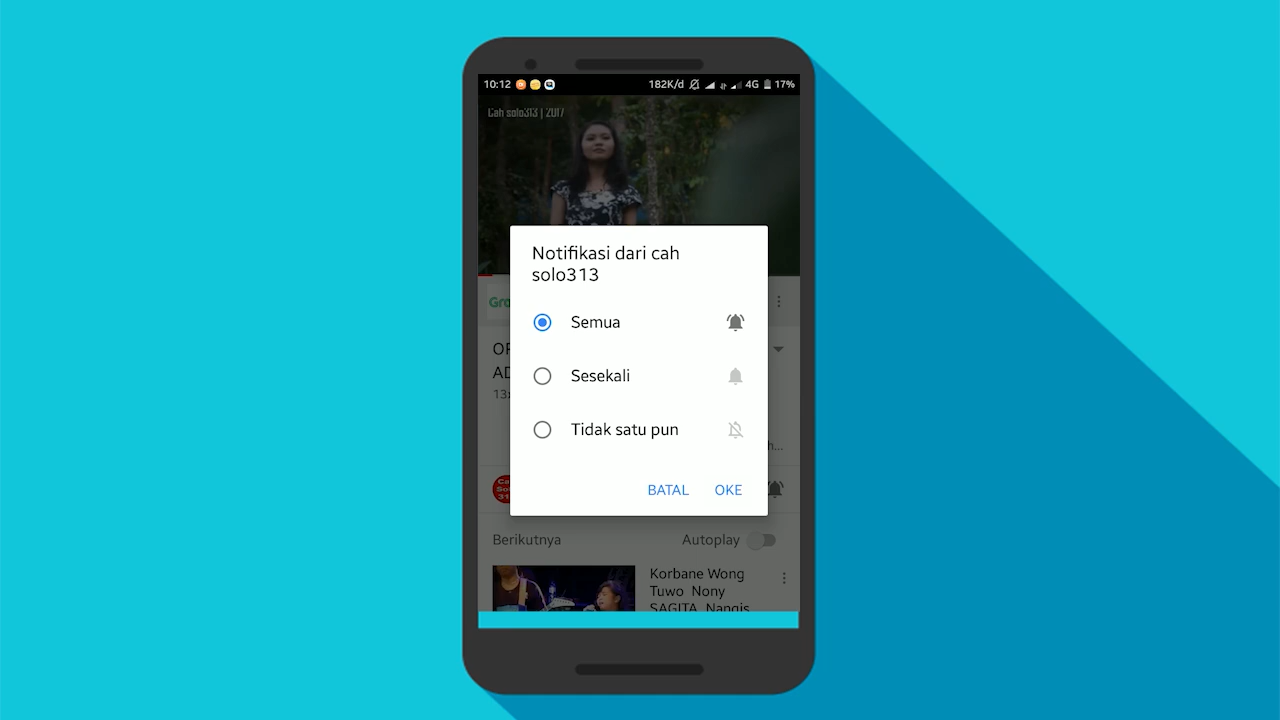 10:12 182K/d 4G 17%
Cah solo313 | 2017
Notifikasi dari cah
solo313
Semua
Sesekali
Tidak satu pun
BATAL OKE
Berikutnya Autoplay
Korbane Wong
Tuwo Nony
SAGITA Nangis